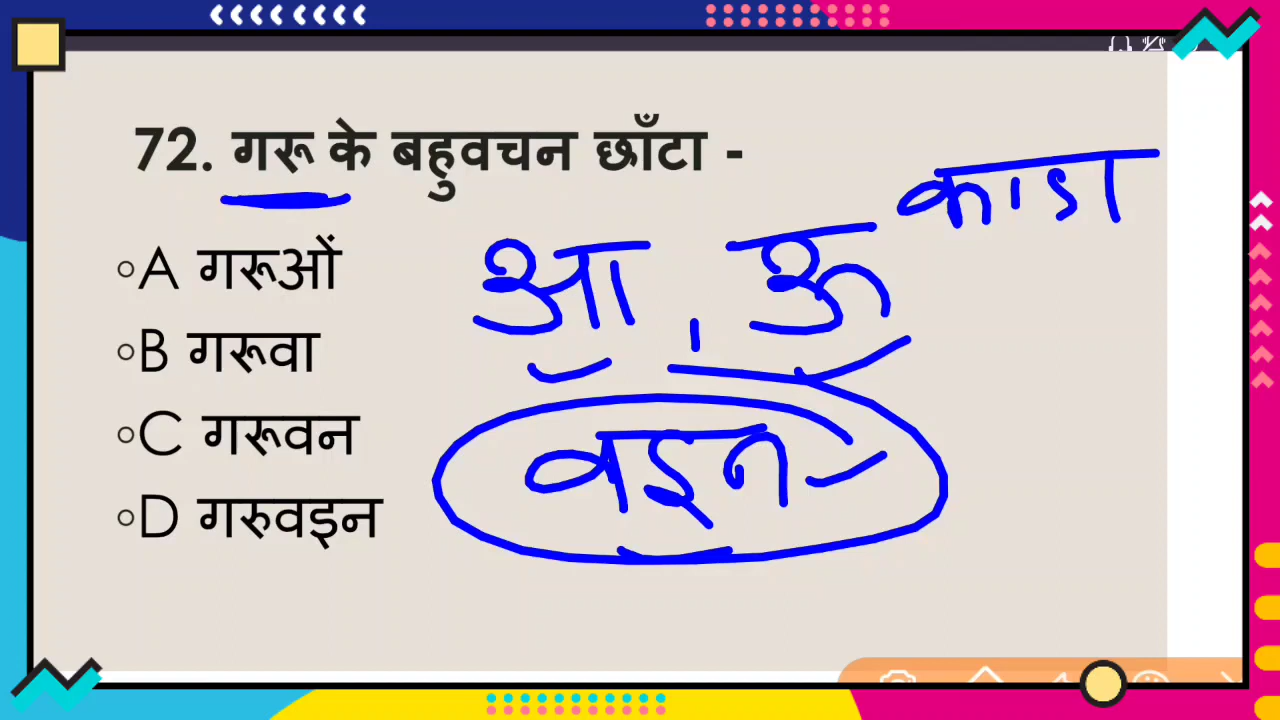 72. गरू के बहुवचन छाँटा -
काडा
A गरूओं
आ , ऊ
B गरूवा
C गरूवन
वइन -
D गरुवइन